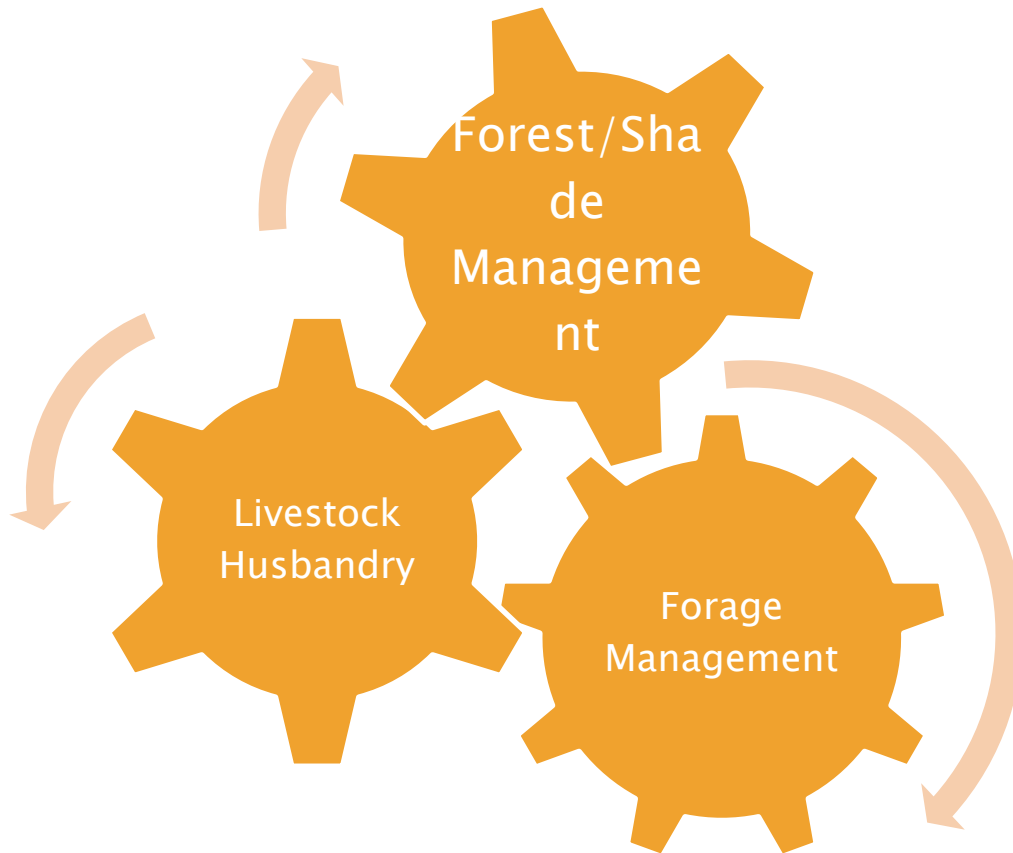 Forest/Sha
de
Manageme
nt
Livestock
Husbandry
Forage
Management